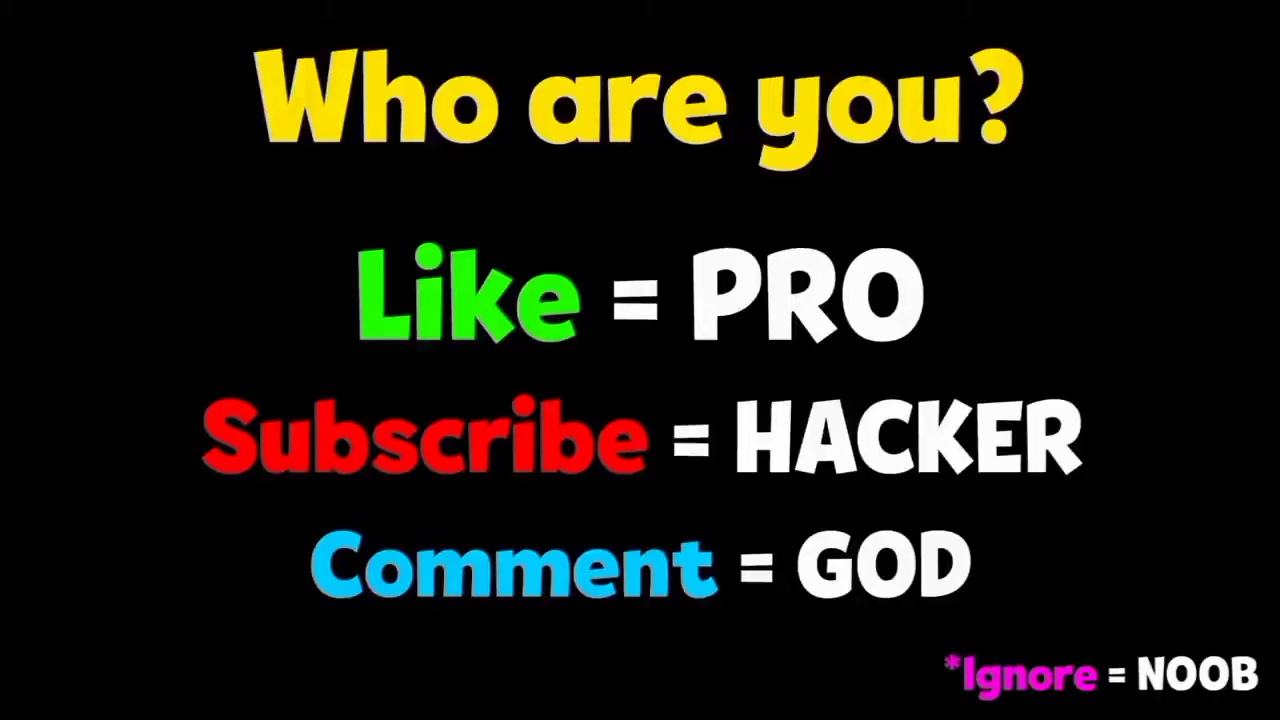 Who are you?
Like = PRO
Subscribe = HACKER
Comment = GOD
*Ignore = NOOB